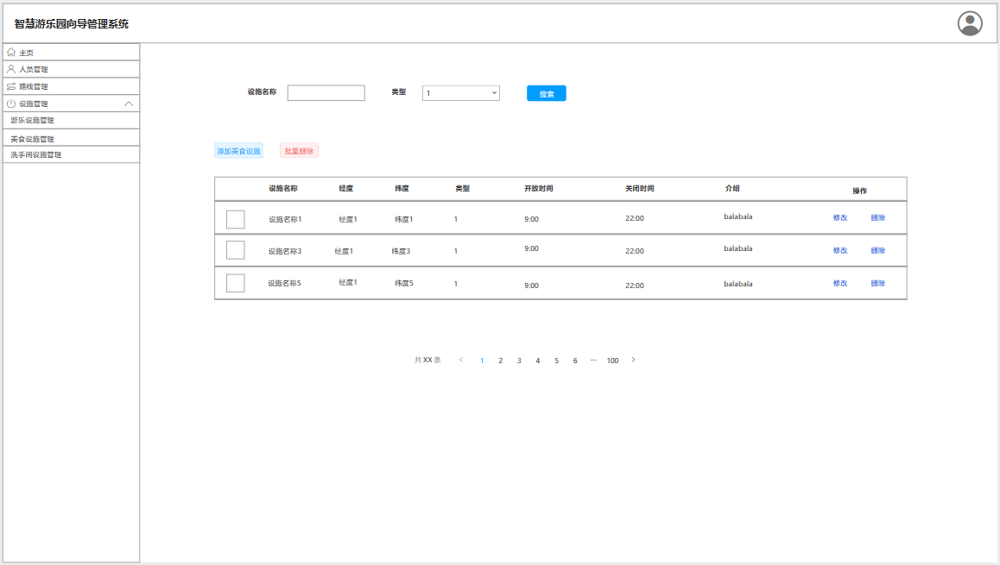 智慧游乐园向导管理系统
主页
人员管理
路线管理
设施管理
游乐设施管理
美食设施管理
洗手间设施管理
设施名称 类型 1 搜索
添加美食设施 批量删除
设施名称 经度 纬度 类型 开放时间 关闭时间 介绍 操作
设施名称1 经度1 纬度1 1 9:00 22:00 balabala 修改 删除
设施名称3 经度1 纬度3 1 9:00 22:00 balabala 修改 删除
设施名称5 经度1 纬度5 1 9:00 22:00 balabala 修改 删除
共 XX 条 < 1 2 3 4 5 6 ··· 100 >